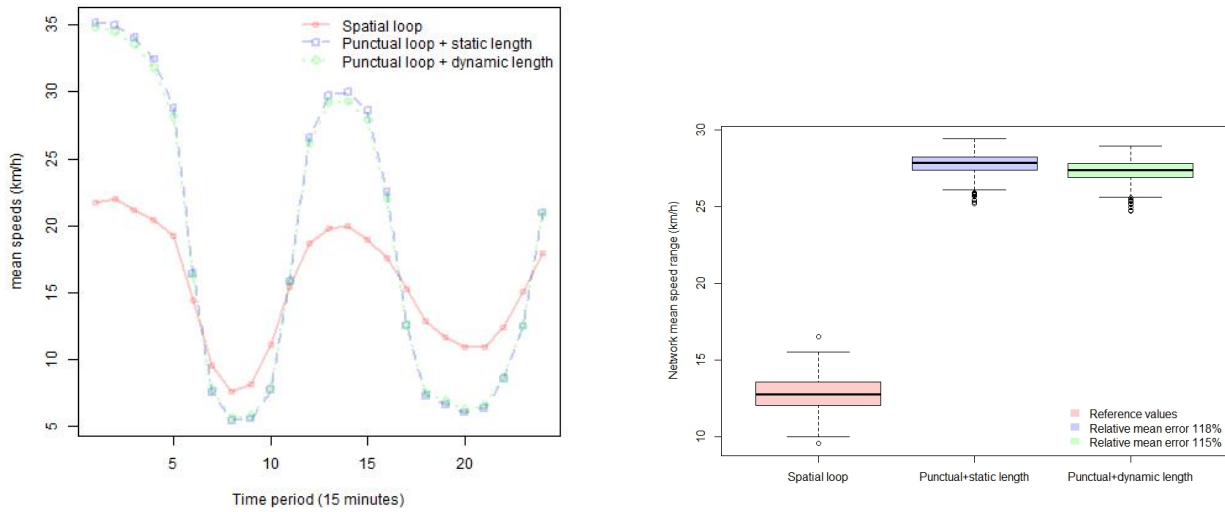 mean speeds (km/h)
35
30
25
20
15
10
5
Spatial loop
Punctual loop + static length
Punctual loop + dynamic length
5 10 15 20
Time period (15 minutes)
Network mean speed range (km/h)
30
25
20
15
10
Reference values
Relative mean error 118%
Relative mean error 115%
Spatial loop Punctual+static length Punctual+dynamic length